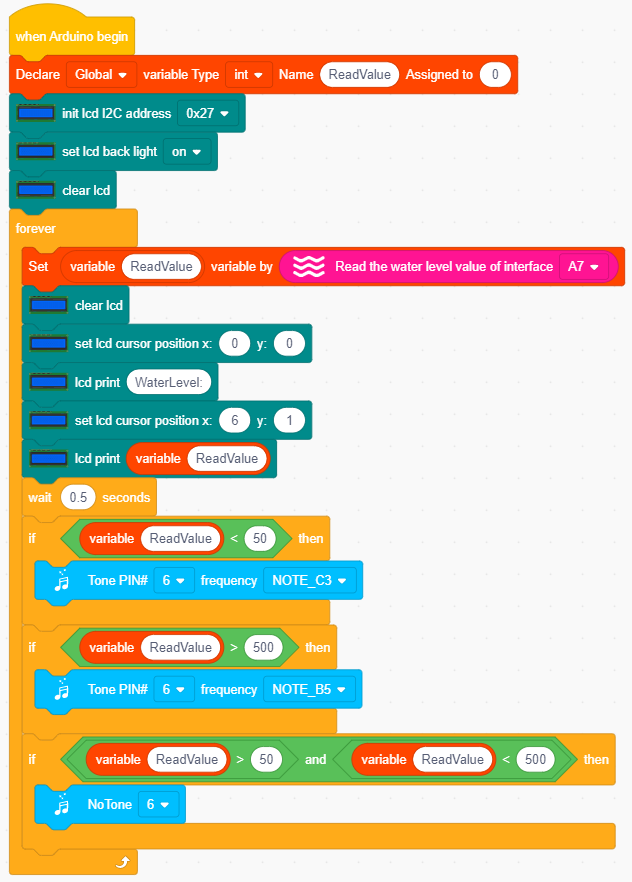 when Arduino begin
Declare Global variable Type int Name ReadValue Assigned to 0
init lcd I2C address 0x27
set lcd back light on
clear lcd
forever
Set variable ReadValue variable by Read the water level value of interface A7
clear lcd
set lcd cursor position x: 0 y: 0
lcd print WaterLevel:
set lcd cursor position x: 6 y: 1
lcd print variable ReadValue
wait 0.5 seconds
if variable ReadValue < 50 then
Tone PIN# 6 frequency NOTE_C3
if variable ReadValue > 500 then
Tone PIN# 6 frequency NOTE_B5
if variable ReadValue > 50 and variable ReadValue < 500 then
NoTone 6